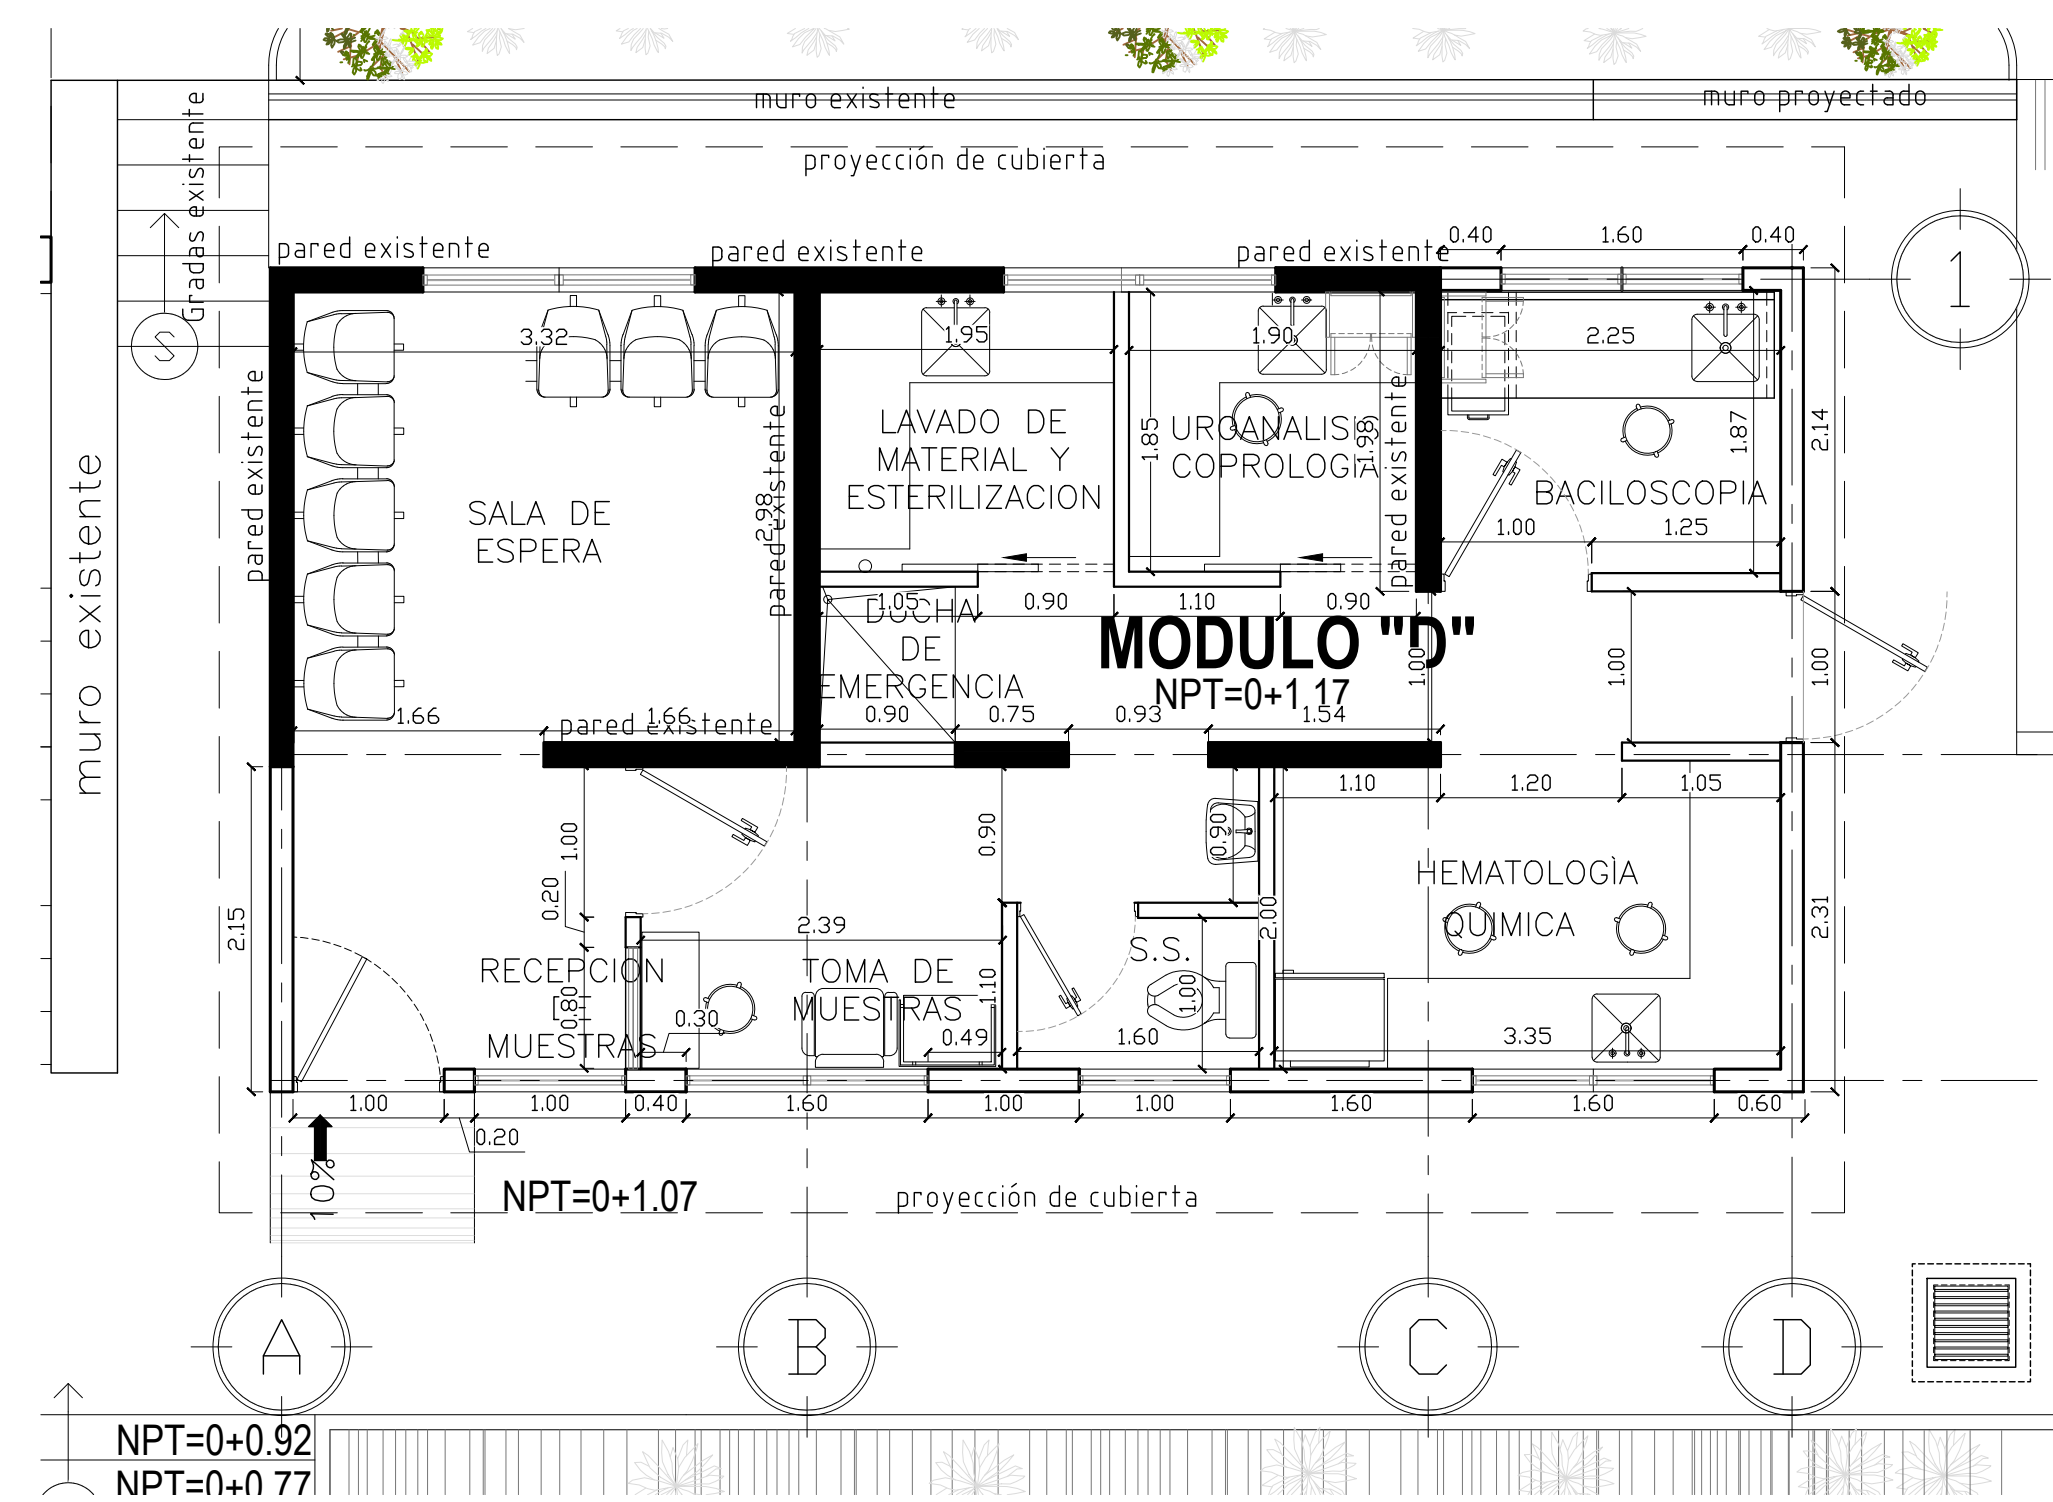 muro existente
muro proyectado
Gradas existente
proyección de cubierta
pared existente
pared existente
pared existente
0.40
1.60
0.40
1
S
3.32
1.95
1.90
2.25
pared existente
pared existente
pared existente
muro existente
SALA DE
ESPERA
2.98
LAVADO DE
MATERIAL Y
ESTERILIZACION
1.85
UROANALISIS
COPROLOGIA
1.98
1.87
2.14
BACILOSCOPIA
1.00
1.25
1.05
0.90
1.10
0.90
DUCHA
DE
EMERGENCIA
MODULO "D"
NPT=0+1.17
1.00
1.00
1.00
1.66
1.66
pared existente
0.90
0.75
0.93
1.54
1.10
1.20
1.05
1.00
0.20
0.90
0.90
2.15
2.39
2.00
2.31
HEMATOLOGÌA
QUIMICA
S.S.
RECEPCION
DE
MUESTRAS
0.80
0.30
TOMA DE
MUESTRAS
1.10
0.49
1.00
1.60
3.35
1.00
1.00
0.40
1.60
1.00
1.00
1.60
1.60
0.60
0.20
10%
NPT=0+1.07
proyección de cubierta
A
B
C
D
NPT=0+0.92
NPT=0+0.77